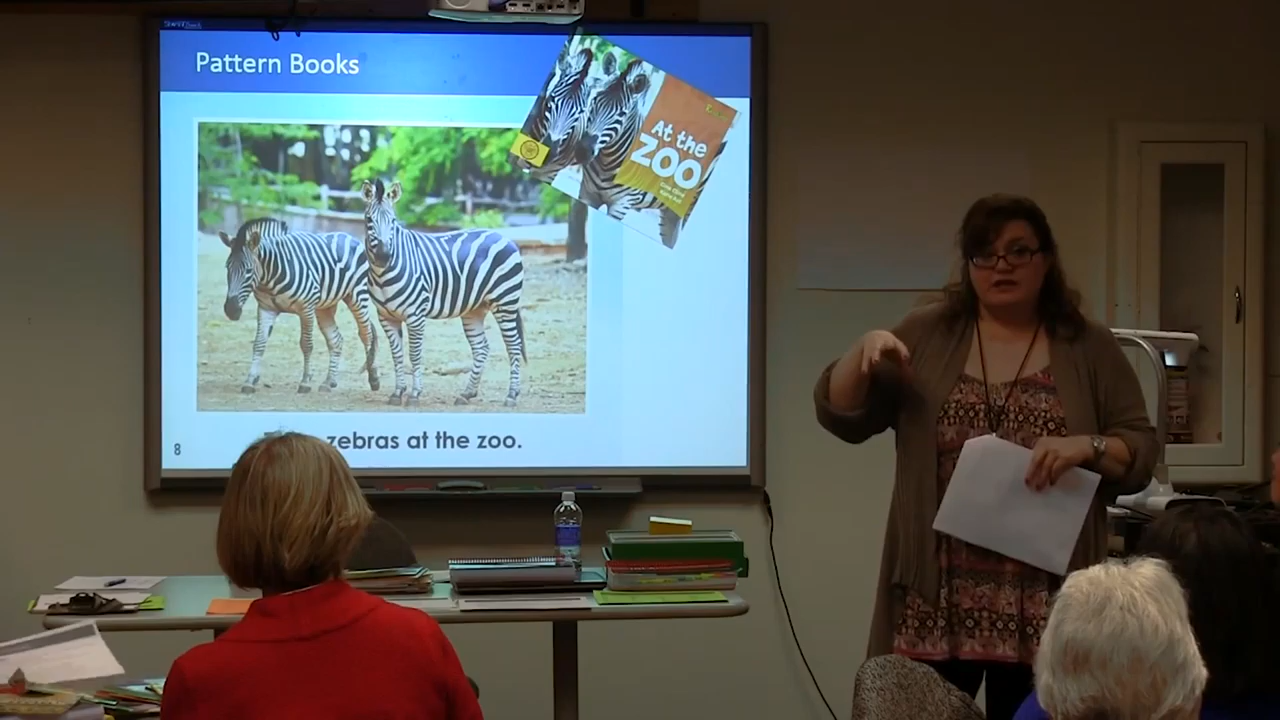 Pattern Books
At the
ZOO
zebras at the zoo.
8